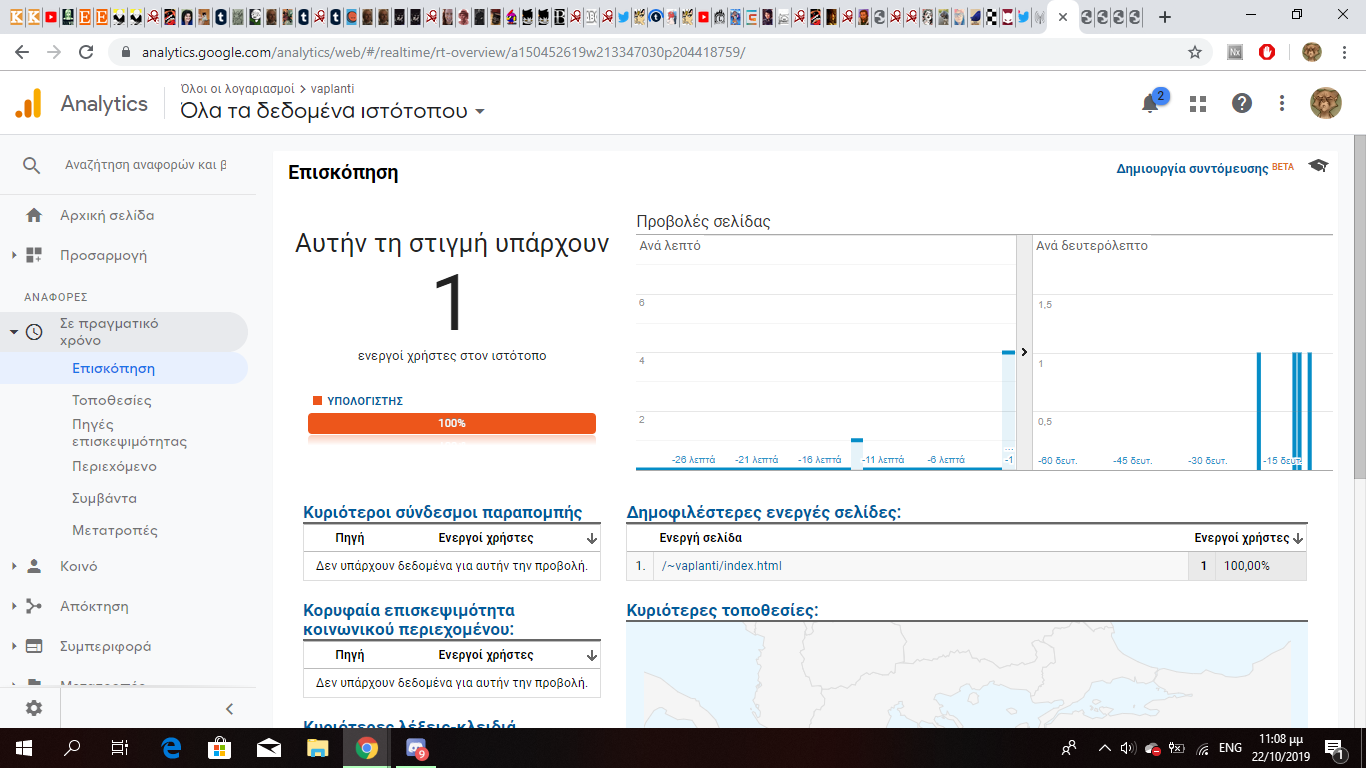 analytics.google.com/analytics/web/#/realtime/rt-overview/a150452619w213347030p204418759/
Analytics
Όλοι οι λογαριασμοί > vaplanti
Όλα τα δεδομένα ιστότοπου
2
Αναζήτηση αναφορών και β
Αρχική σελίδα
Προσαρμογή
ΑΝΑΦΟΡΕΣ
Σε πραγματικό
χρόνο
Επισκόπηση
Τοποθεσίες
Πηγές
επισκεψιμότητας
Περιεχόμενο
Συμβάντα
Μετατροπές
Κοινό
Απόκτηση
Συμπεριφορά
Μετατροπές
Επισκόπηση
Δημιουργία συντόμευσης BETA
Αυτήν τη στιγμή υπάρχουν
1
ενεργοί χρήστες στον ιστότοπο
ΥΠΟΛΟΓΙΣΤΗΣ
100%
Προβολές σελίδας
Ανά λεπτό
6
4
2
-26 λεπτά -21 λεπτά -16 λεπτά -11 λεπτά -6 λεπτά -1
Ανά δευτερόλεπτο
1,5
1
0,5
-60 δευτ. -45 δευτ. -30 δευτ. -15 δευτ.
Κυριότεροι σύνδεσμοι παραπομπής
Πηγή Ενεργοί χρήστες
Δεν υπάρχουν δεδομένα για αυτήν την προβολή.
Κορυφαία επισκεψιμότητα
κοινωνικού περιεχομένου:
Πηγή Ενεργοί χρήστες
Δεν υπάρχουν δεδομένα για αυτήν την προβολή.
Κυριότερες λέξεις-κλειδιά
Δημοφιλέστερες ενεργές σελίδες:
Ενεργή σελίδα Ενεργοί χρήστες
1. /~vaplanti/index.html 1 100,00%
Κυριότερες τοποθεσίες:
9
ENG
11:08 μμ
22/10/2019
1